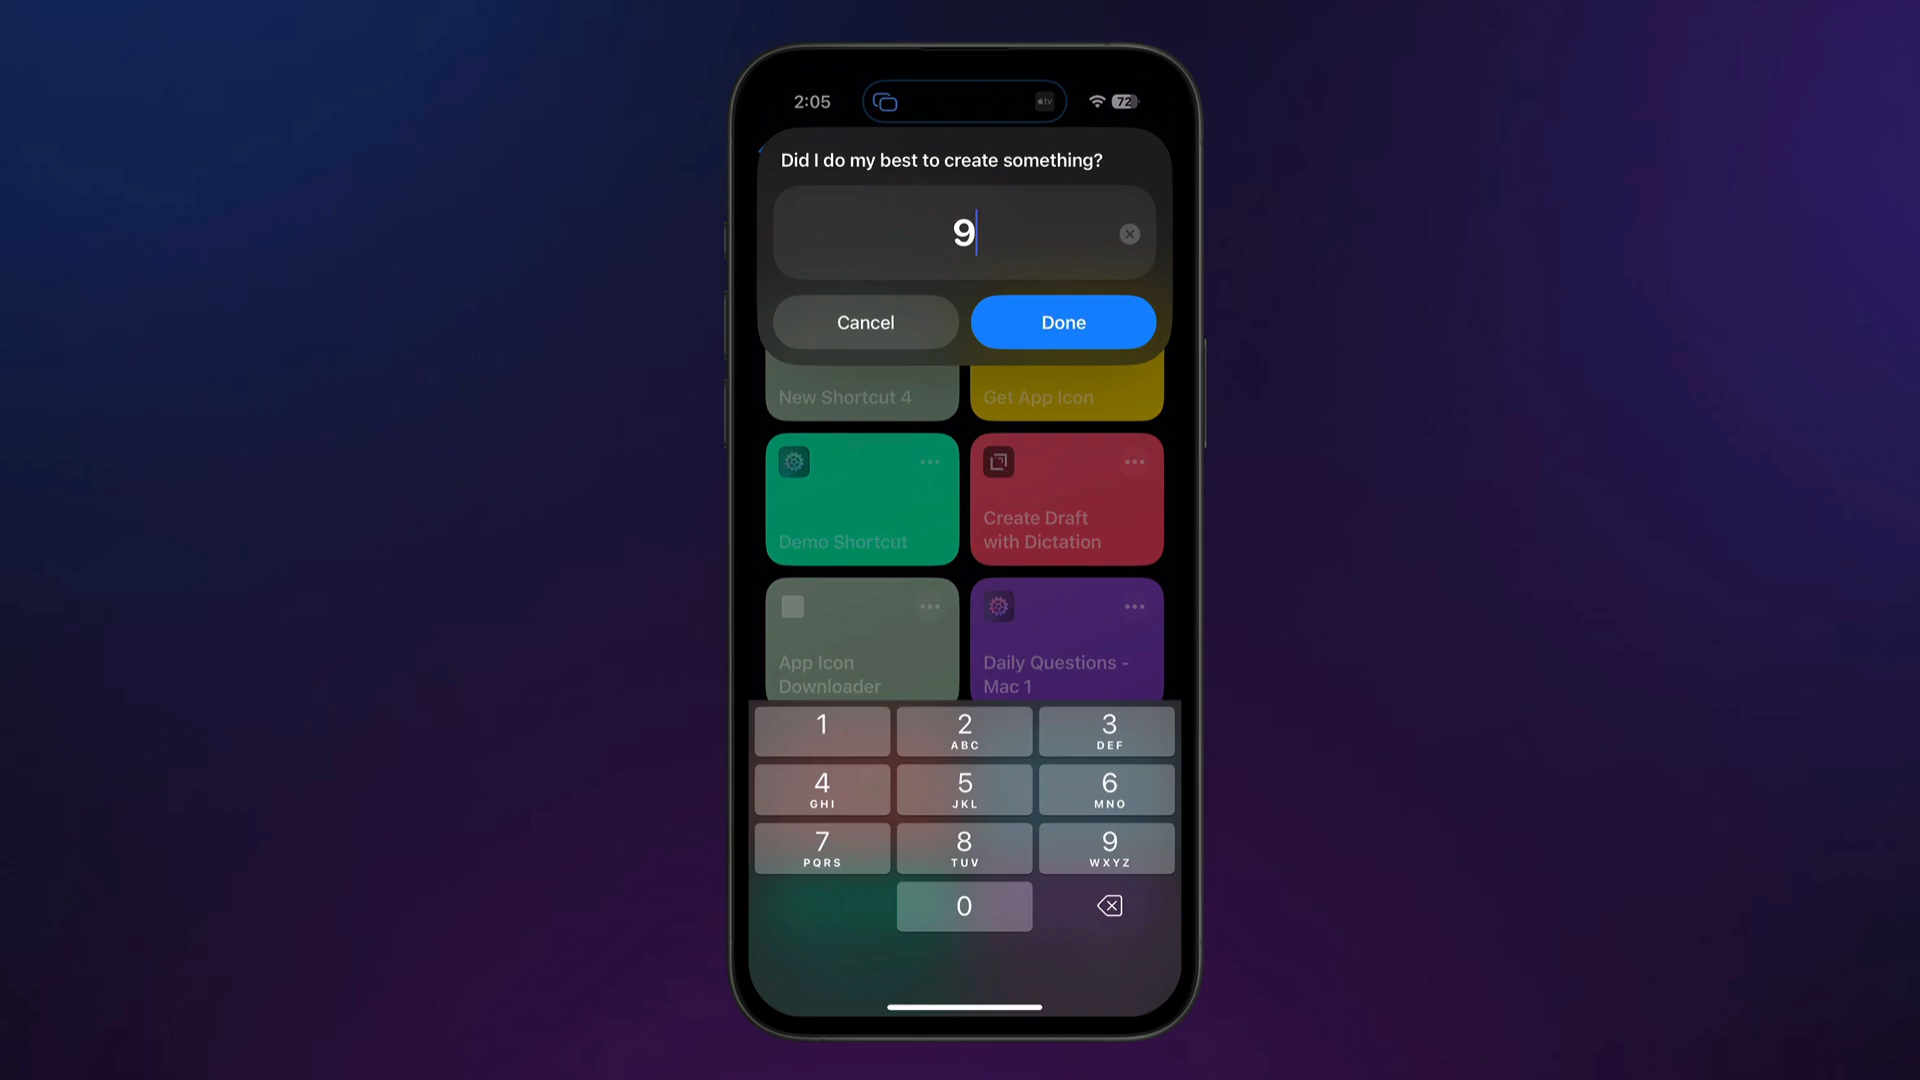 2:05
tv
72
Did I do my best to create something?
9
Cancel
Done
New Shortcut 4
Get App Icon
Demo Shortcut
Create Draft
with Dictation
App Icon
Downloader
Daily Questions -
Mac 1
1
2
ABC
3
DEF
4
GHI
5
JKL
6
MNO
7
PQRS
8
TUV
9
WXYZ
0